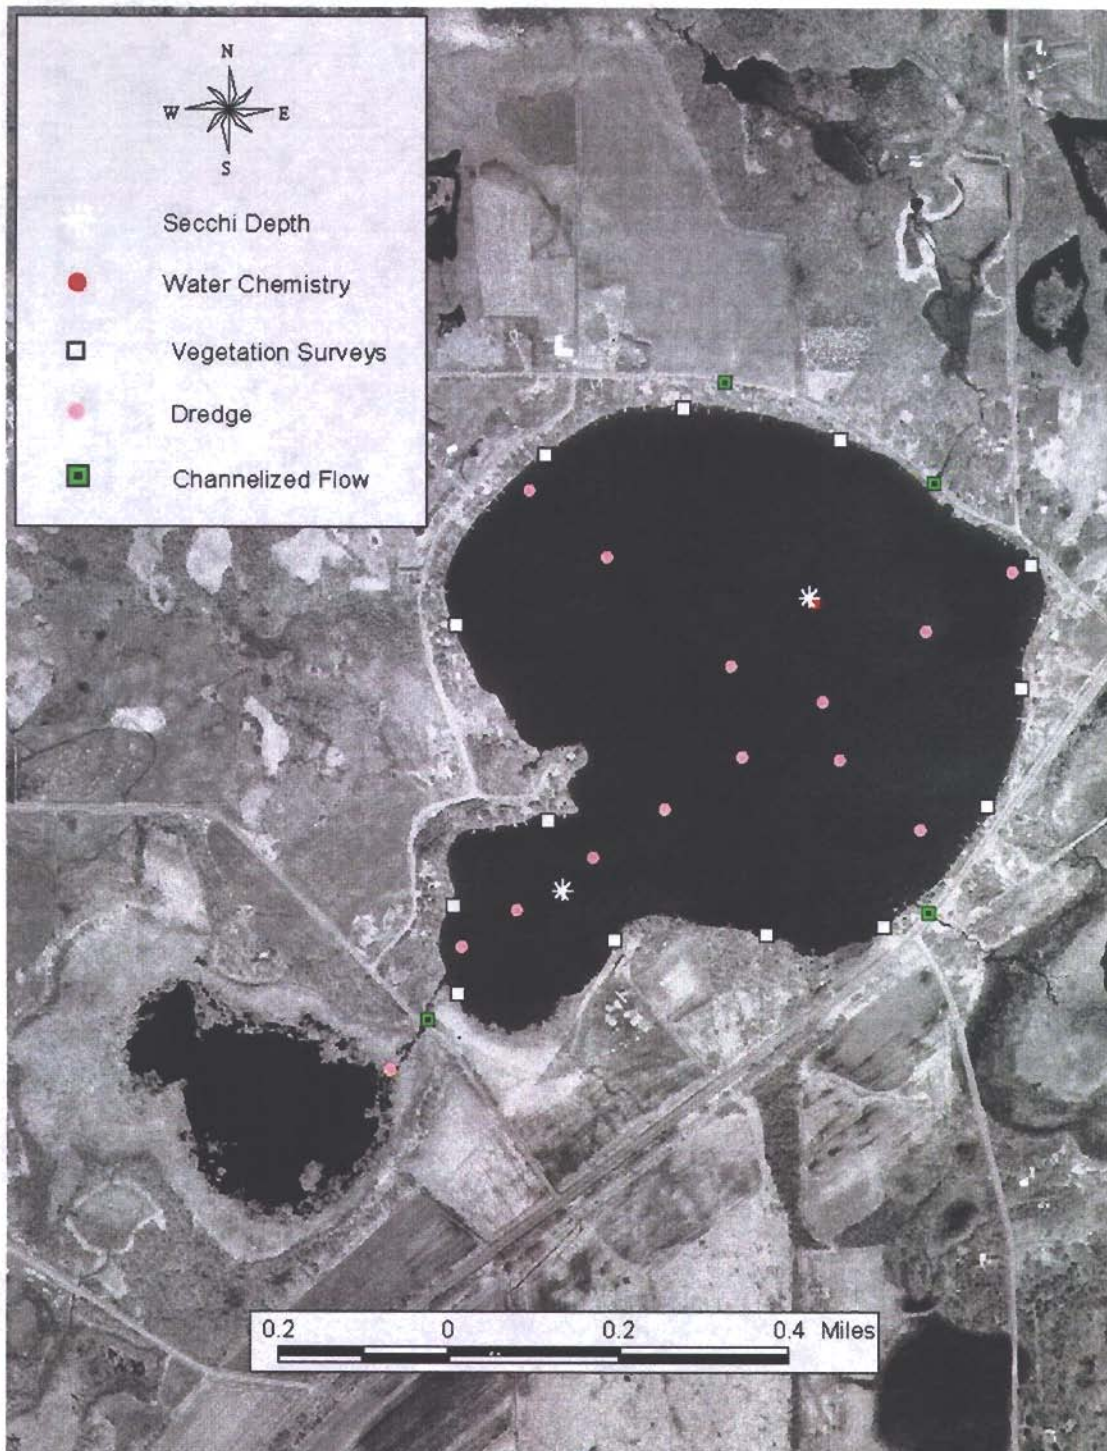 N
W E
S
Secchi Depth
Water Chemistry
Vegetation Surveys
Dredge
Channelized Flow
0.2 0 0.2 0.4 Miles